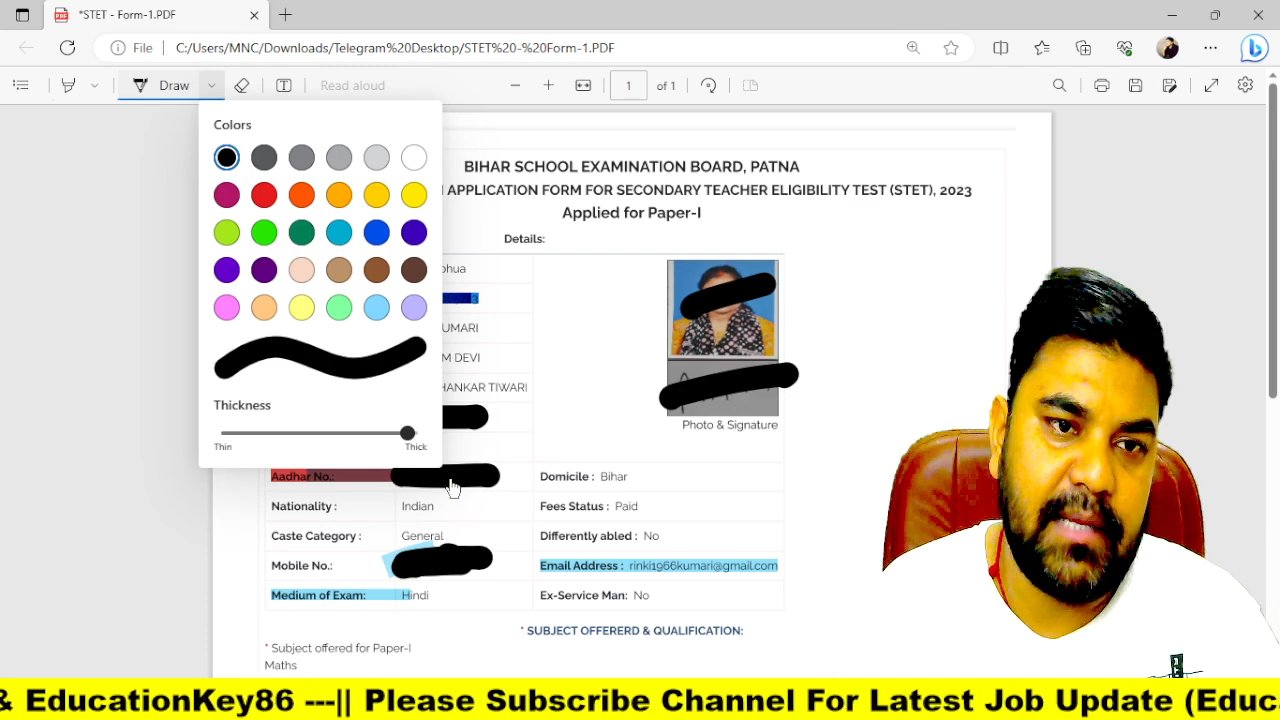 *STET - Form-1.PDF
File C:/Users/MNC/Downloads/Telegram%20Desktop/STET%20-%20Form-1.PDF
Draw Read aloud 1 of 1
Colors
BIHAR SCHOOL EXAMINATION BOARD, PATNA
APPLICATION FORM FOR SECONDARY TEACHER ELIGIBILITY TEST (STET), 2023
Applied for Paper-I
Details:
UMARI
M DEVI
HANKAR TIWARI
Thickness
Thin Thick
Photo & Signature
Aadhar No.: Domicile : Bihar
Nationality : Indian Fees Status : Paid
Caste Category : General Differently abled : No
Mobile No.: Email Address : rinki1966kumari@gmail.com
Medium of Exam: Hindi Ex-Service Man: No
* SUBJECT OFFERERD & QUALIFICATION:
* Subject offered for Paper-I
Maths
& EducationKey86 ---|| Please Subscribe Channel For Latest Job Update (Educ